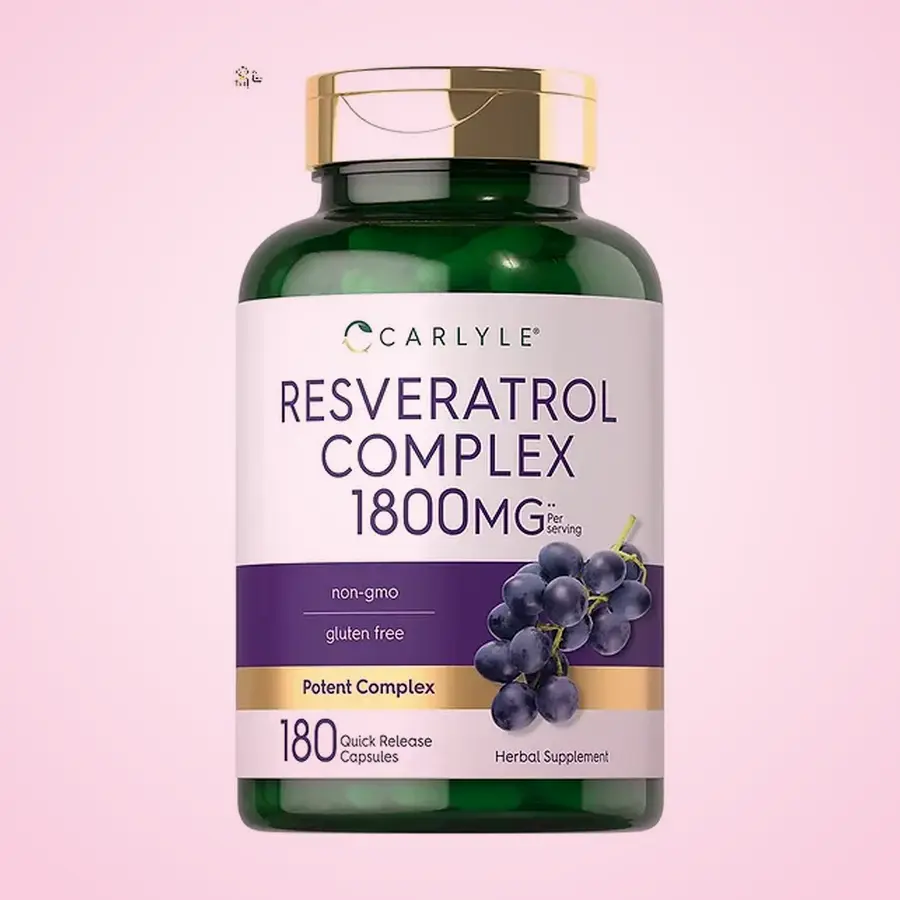 CARLYLE®
RESVERATROL
COMPLEX
1800MG** Per
serving
non-gmo
gluten free
Potent Complex
180 Quick Release
Capsules
Herbal Supplement